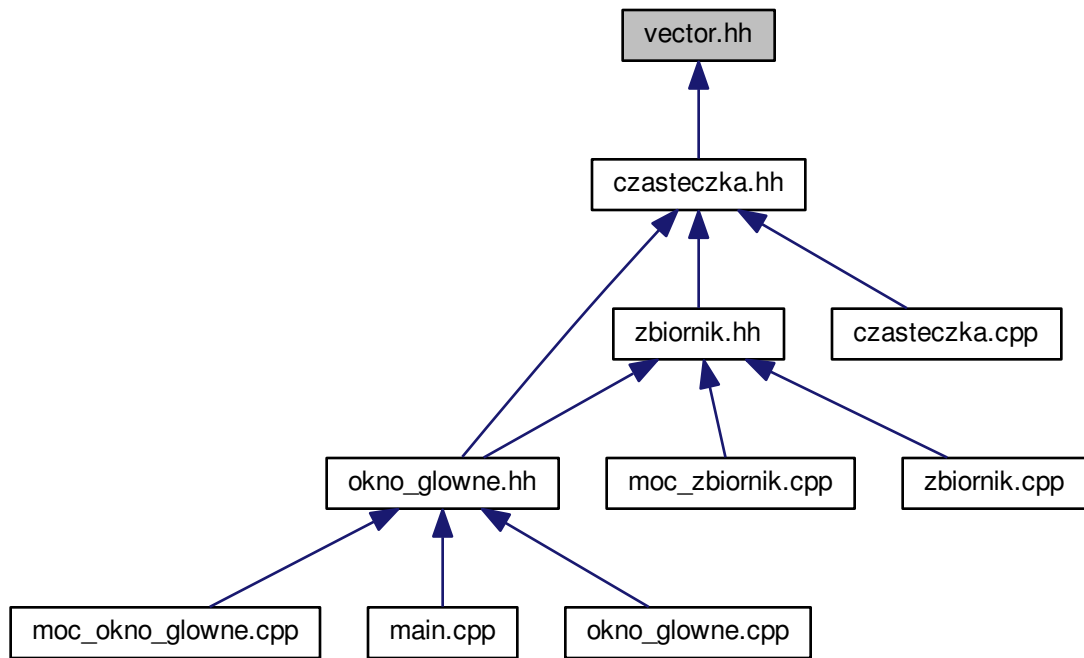 vector.hh
czasteczka.hh
zbiornik.hh
czasteczka.cpp
okno_glowne.hh
moc_zbiornik.cpp
zbiornik.cpp
moc_okno_glowne.cpp
main.cpp
okno_glowne.cpp